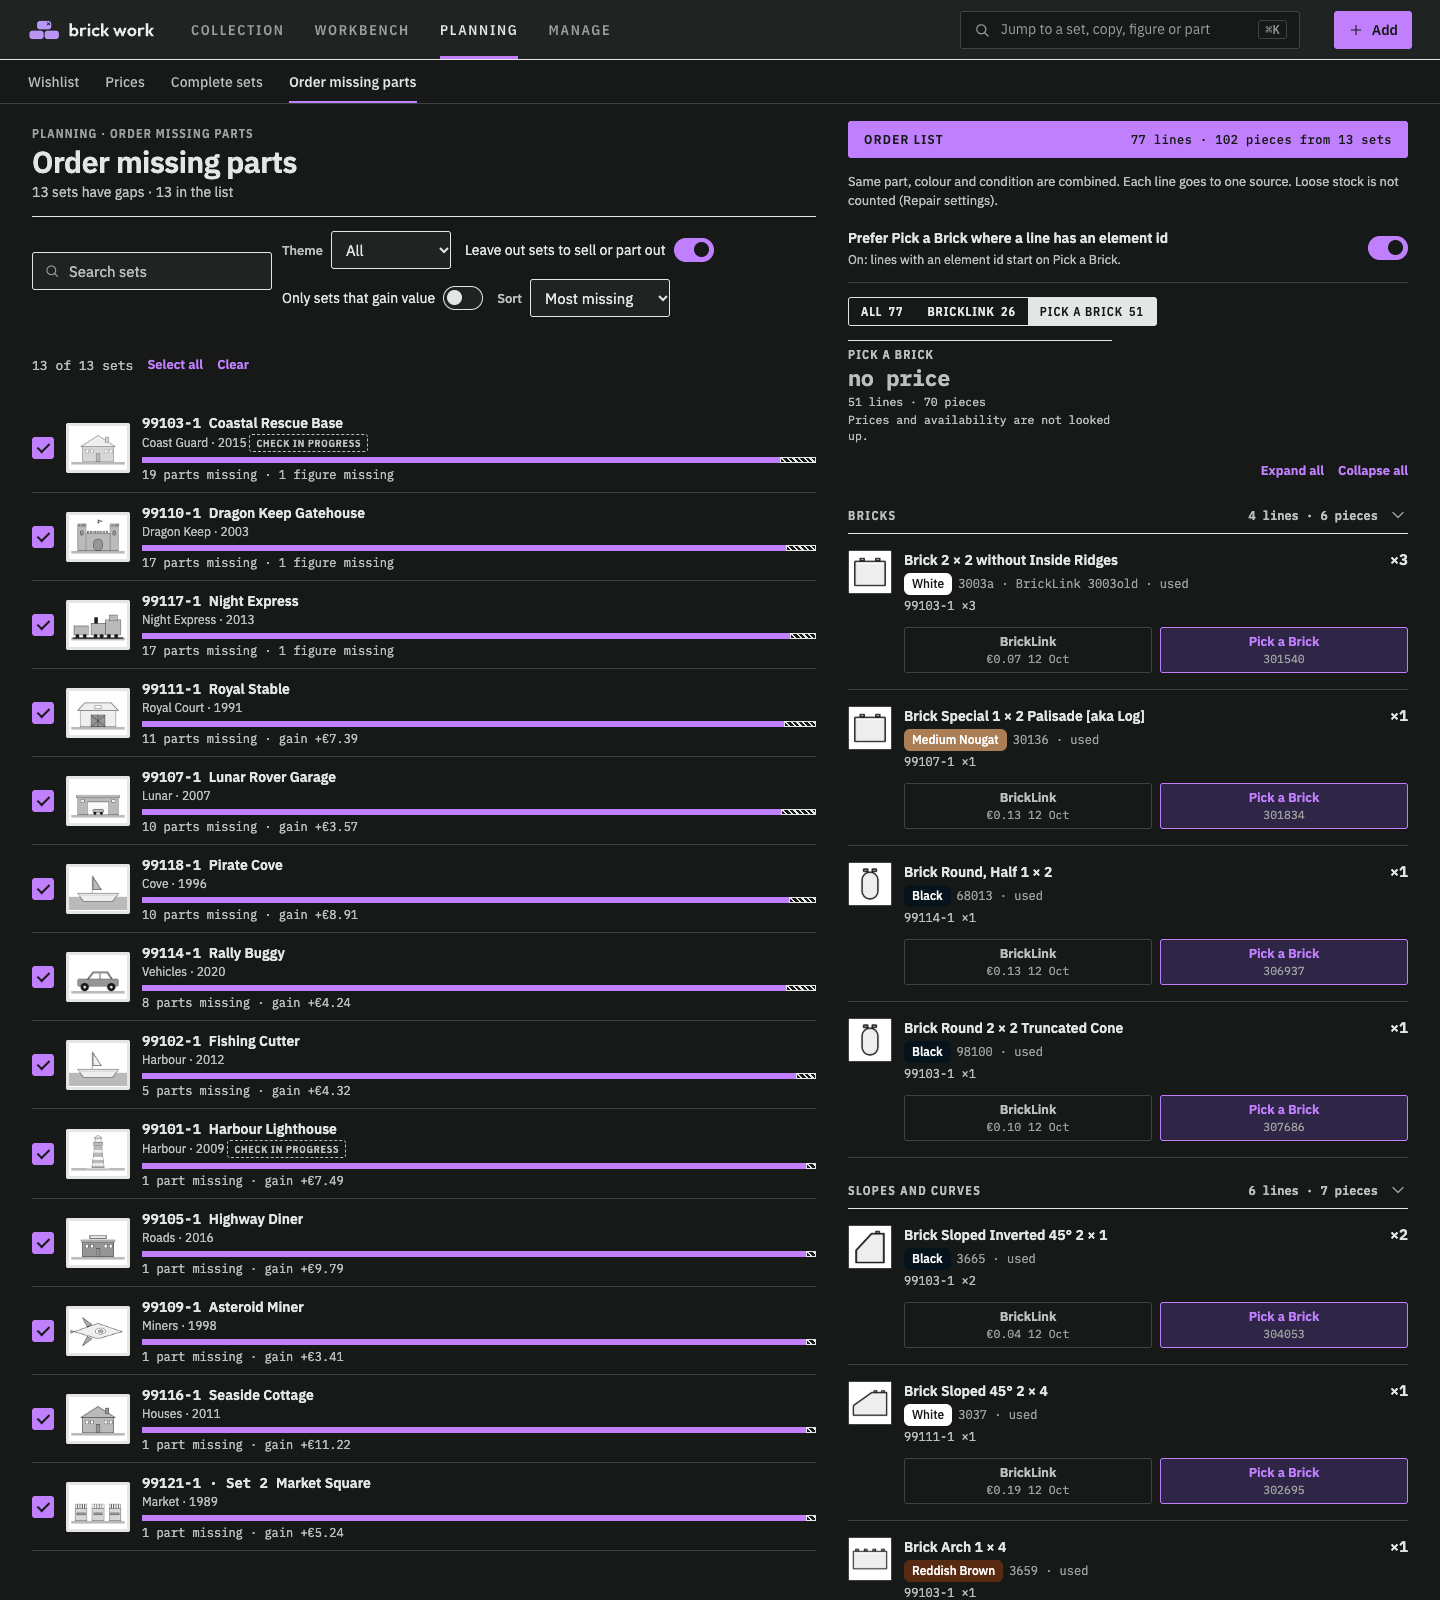 brick work
COLLECTION WORKBENCH PLANNING MANAGE
Jump to a set, copy, figure or part ⌘K
+ Add
Wishlist Prices Complete sets Order missing parts
PLANNING · ORDER MISSING PARTS
Order missing parts
13 sets have gaps · 13 in the list
Search sets
Theme All Leave out sets to sell or part out
Only sets that gain value Sort Most missing
13 of 13 sets Select all Clear
99103-1 Coastal Rescue Base
Coast Guard · 2015 CHECK IN PROGRESS
19 parts missing · 1 figure missing
99110-1 Dragon Keep Gatehouse
Dragon Keep · 2003
17 parts missing · 1 figure missing
99117-1 Night Express
Night Express · 2013
17 parts missing · 1 figure missing
99111-1 Royal Stable
Royal Court · 1991
11 parts missing · gain +€7.39
99107-1 Lunar Rover Garage
Lunar · 2007
10 parts missing · gain +€3.57
99118-1 Pirate Cove
Cove · 1996
10 parts missing · gain +€8.91
99114-1 Rally Buggy
Vehicles · 2020
8 parts missing · gain +€4.24
99102-1 Fishing Cutter
Harbour · 2012
5 parts missing · gain +€4.32
99101-1 Harbour Lighthouse
Harbour · 2009 CHECK IN PROGRESS
1 part missing · gain +€7.49
99105-1 Highway Diner
Roads · 2016
1 part missing · gain +€9.79
99109-1 Asteroid Miner
Miners · 1998
1 part missing · gain +€3.41
99116-1 Seaside Cottage
Houses · 2011
1 part missing · gain +€11.22
99121-1 · Set 2 Market Square
Market · 1989
1 part missing · gain +€5.24
ORDER LIST 77 lines · 102 pieces from 13 sets
Same part, colour and condition are combined. Each line goes to one source. Loose stock is not
counted (Repair settings).
Prefer Pick a Brick where a line has an element id
On: lines with an element id start on Pick a Brick.
ALL 77 BRICKLINK 26 PICK A BRICK 51
PICK A BRICK
no price
51 lines · 70 pieces
Prices and availability are not looked
up.
Expand all Collapse all
BRICKS 4 lines · 6 pieces
Brick 2 × 2 without Inside Ridges ×3
White 3003a · BrickLink 3003old · used
99103-1 ×3
BrickLink Pick a Brick
€0.07 12 Oct 301540
Brick Special 1 × 2 Palisade [aka Log] ×1
Medium Nougat 30136 · used
99107-1 ×1
BrickLink Pick a Brick
€0.13 12 Oct 301834
Brick Round, Half 1 × 2 ×1
Black 68013 · used
99114-1 ×1
BrickLink Pick a Brick
€0.13 12 Oct 306937
Brick Round 2 × 2 Truncated Cone ×1
Black 98100 · used
99103-1 ×1
BrickLink Pick a Brick
€0.10 12 Oct 307686
SLOPES AND CURVES 6 lines · 7 pieces
Brick Sloped Inverted 45° 2 × 1 ×2
Black 3665 · used
99103-1 ×2
BrickLink Pick a Brick
€0.04 12 Oct 304053
Brick Sloped 45° 2 × 4 ×1
White 3037 · used
99111-1 ×1
BrickLink Pick a Brick
€0.19 12 Oct 302695
Brick Arch 1 × 4 ×1
Reddish Brown 3659 · used
99103-1 ×1